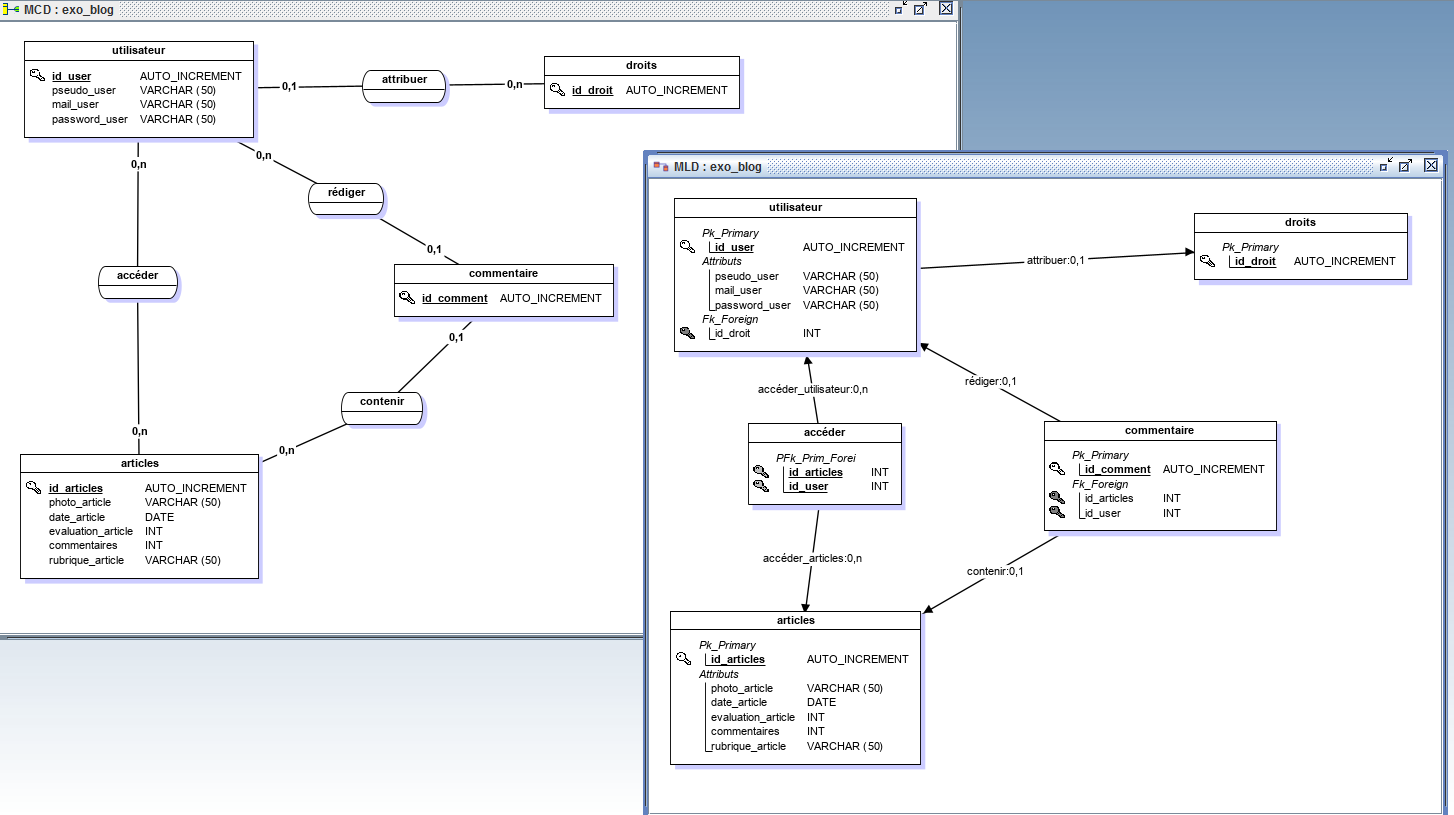 MCD : exo_blog
utilisateur
id_user AUTO_INCREMENT
pseudo_user VARCHAR (50)
mail_user VARCHAR (50)
password_user VARCHAR (50)
0,1
attribuer
0,n
droits
id_droit AUTO_INCREMENT
0,n
0,n
rédiger
0,1
accéder
commentaire
id_comment AUTO_INCREMENT
0,1
contenir
0,n
0,n
articles
id_articles AUTO_INCREMENT
photo_article VARCHAR (50)
date_article DATE
evaluation_article INT
commentaires INT
rubrique_article VARCHAR (50)
MLD : exo_blog
utilisateur
Pk_Primary
id_user AUTO_INCREMENT
Attributs
pseudo_user VARCHAR (50)
mail_user VARCHAR (50)
password_user VARCHAR (50)
Fk_Foreign
id_droit INT
attribuer:0,1
droits
Pk_Primary
id_droit AUTO_INCREMENT
accéder_utilisateur:0,n
rédiger:0,1
accéder
PFk_Prim_Forei
id_articles INT
id_user INT
commentaire
Pk_Primary
id_comment AUTO_INCREMENT
Fk_Foreign
id_articles INT
id_user INT
accéder_articles:0,n
contenir:0,1
articles
Pk_Primary
id_articles AUTO_INCREMENT
Attributs
photo_article VARCHAR (50)
date_article DATE
evaluation_article INT
commentaires INT
rubrique_article VARCHAR (50)